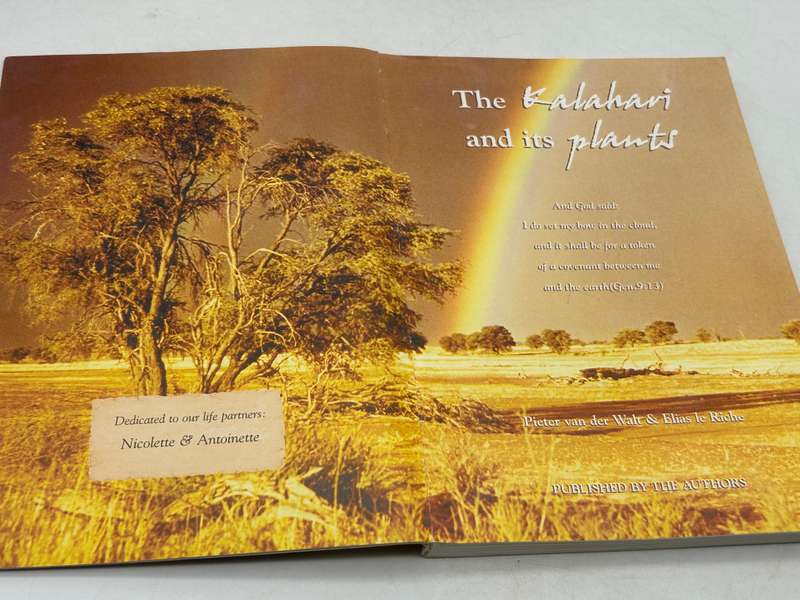 Dedicated to our life partners:
Nicolette & Antoinette
The Kalahari
and its plants
And God said:
I do set my bow in the cloud,
and it shall be for a token
of a covenant between me
and the earth(Gen.9:13)
Pieter van der Walt & Elias le Riche
PUBLISHED BY THE AUTHORS